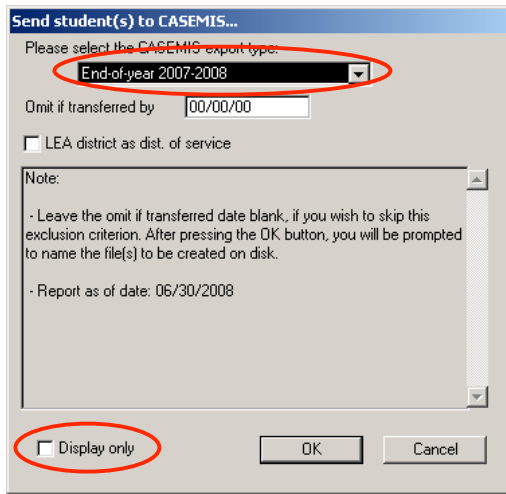 Send student(s) to CASEMIS...
Please select the CASEMIS export type:
End-of-year 2007-2008
Omit if transferred by 00/00/00
LEA district as dist. of service
Note:
- Leave the omit if transferred date blank, if you wish to skip this
exclusion criterion. After pressing the OK button, you will be prompted
to name the file(s) to be created on disk.
- Report as of date: 06/30/2008
Display only OK Cancel